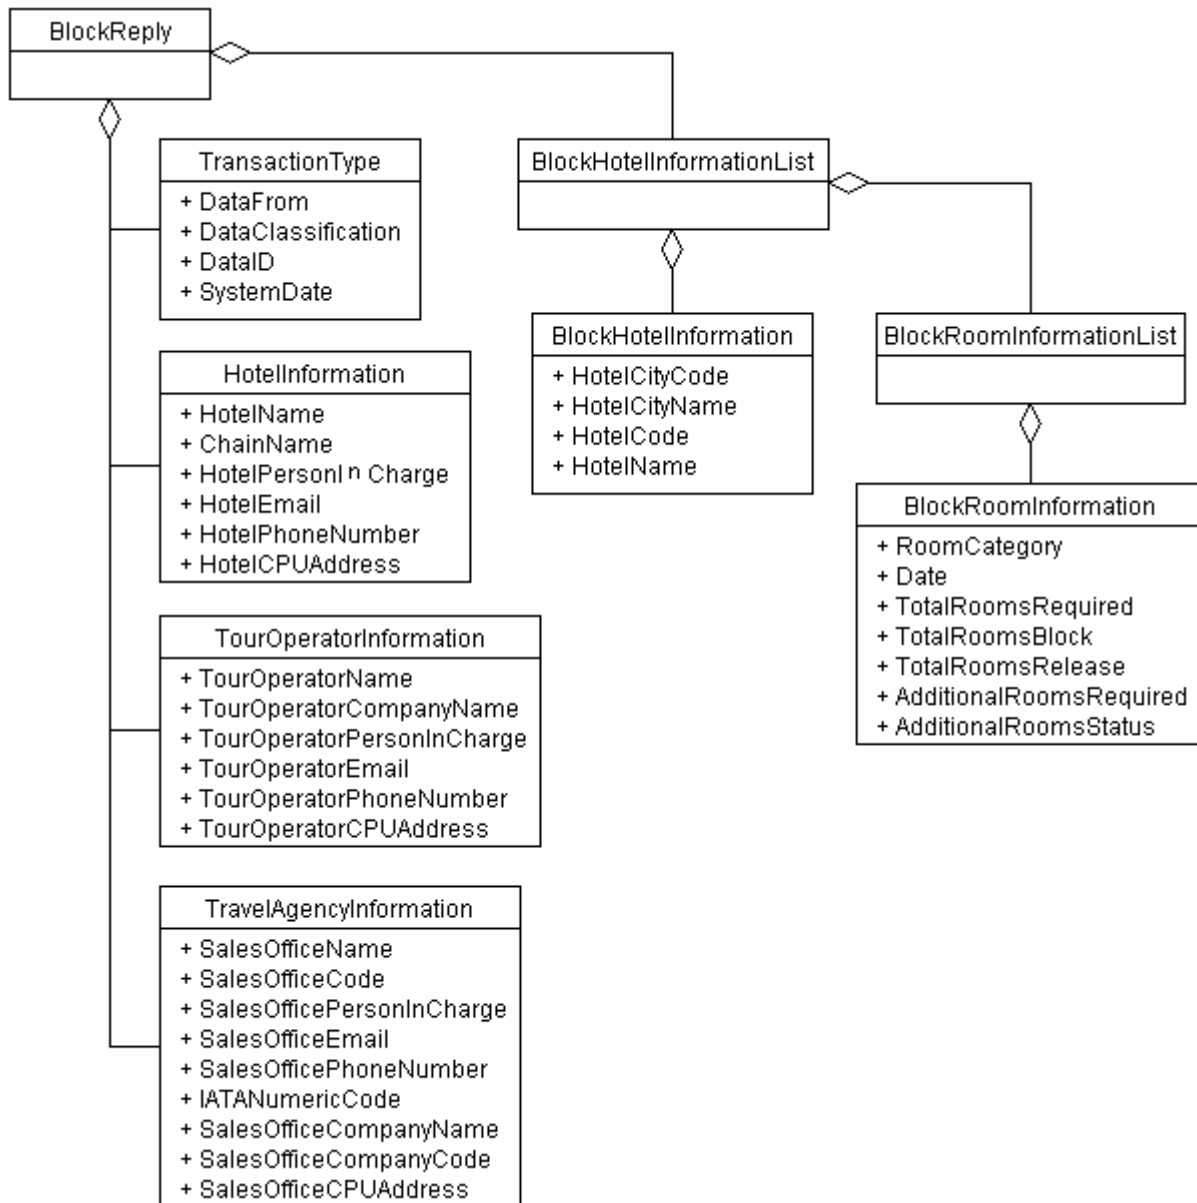 BlockReply
TransactionType
+ DataFrom
+ DataClassification
+ DataID
+ SystemDate
HotelInformation
+ HotelName
+ ChainName
+ HotelPersonIn Charge
+ HotelEmail
+ HotelPhoneNumber
+ HotelCPUAddress
TourOperatorInformation
+ TourOperatorName
+ TourOperatorCompanyName
+ TourOperatorPersonInCharge
+ TourOperatorEmail
+ TourOperatorPhoneNumber
+ TourOperatorCPUAddress
TravelAgencyInformation
+ SalesOfficeName
+ SalesOfficeCode
+ SalesOfficePersonInCharge
+ SalesOfficeEmail
+ SalesOfficePhoneNumber
+ IATANumericCode
+ SalesOfficeCompanyName
+ SalesOfficeCompanyCode
+ SalesOfficeCPUAddress
BlockHotelInformationList
BlockHotelInformation
+ HotelCityCode
+ HotelCityName
+ HotelCode
+ HotelName
BlockRoomInformationList
BlockRoomInformation
+ RoomCategory
+ Date
+ TotalRoomsRequired
+ TotalRoomsBlock
+ TotalRoomsRelease
+ AdditionalRoomsRequired
+ AdditionalRoomsStatus